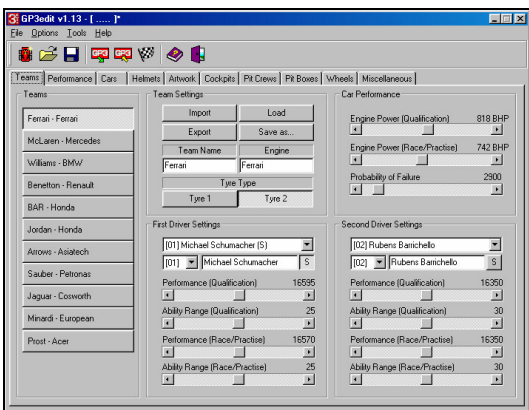 GP3edit v1.13 - [ ..... ]*
File Options Tools Help
Teams Performance Cars Helmets Artwork Cockpits Pit Crews Pit Boxes Wheels Miscellaneous
Teams
Ferrari - Ferrari
McLaren - Mercedes
Williams - BMW
Benetton - Renault
BAR - Honda
Jordan - Honda
Arrows - Asiatech
Sauber - Petronas
Jaguar - Cosworth
Minardi - European
Prost - Acer
Team Settings
Import Load
Export Save as...
Team Name Engine
Ferrari Ferrari
Tyre Type
Tyre 1 Tyre 2
Car Performance
Engine Power (Qualification) 818 BHP
Engine Power (Race/Practise) 742 BHP
Probability of Failure 2900
First Driver Settings
[01] Michael Schumacher (S)
[01] Michael Schumacher S
Performance (Qualification) 16595
Ability Range (Qualification) 25
Performance (Race/Practise) 16570
Ability Range (Race/Practise) 25
Second Driver Settings
[02] Rubens Barrichello
[02] Rubens Barrichello S
Performance (Qualification) 16350
Ability Range (Qualification) 30
Performance (Race/Practise) 16350
Ability Range (Race/Practise) 30